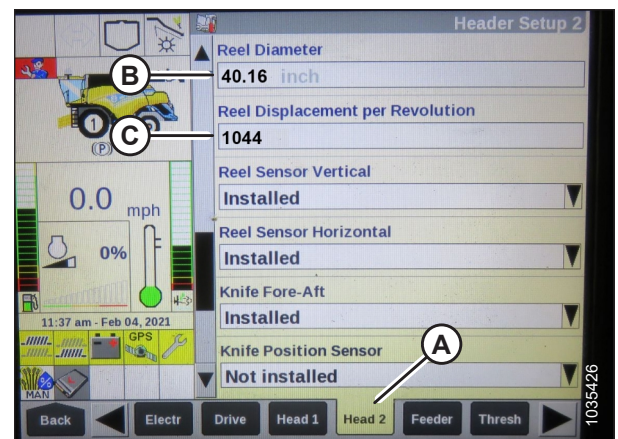 Header Setup 2
Reel Diameter
B
40.16 inch
Reel Displacement per Revolution
C
1044
1
(P)
Reel Sensor Vertical
Installed
0.0 mph
Reel Sensor Horizontal
Installed
0%
Knife Fore-Aft
Installed
11:37 am - Feb 04, 2021
GPS
Knife Position Sensor
A
Not installed
MAN
Back
Electr
Drive
Head 1
Head 2
Feeder
Thresh
1035426